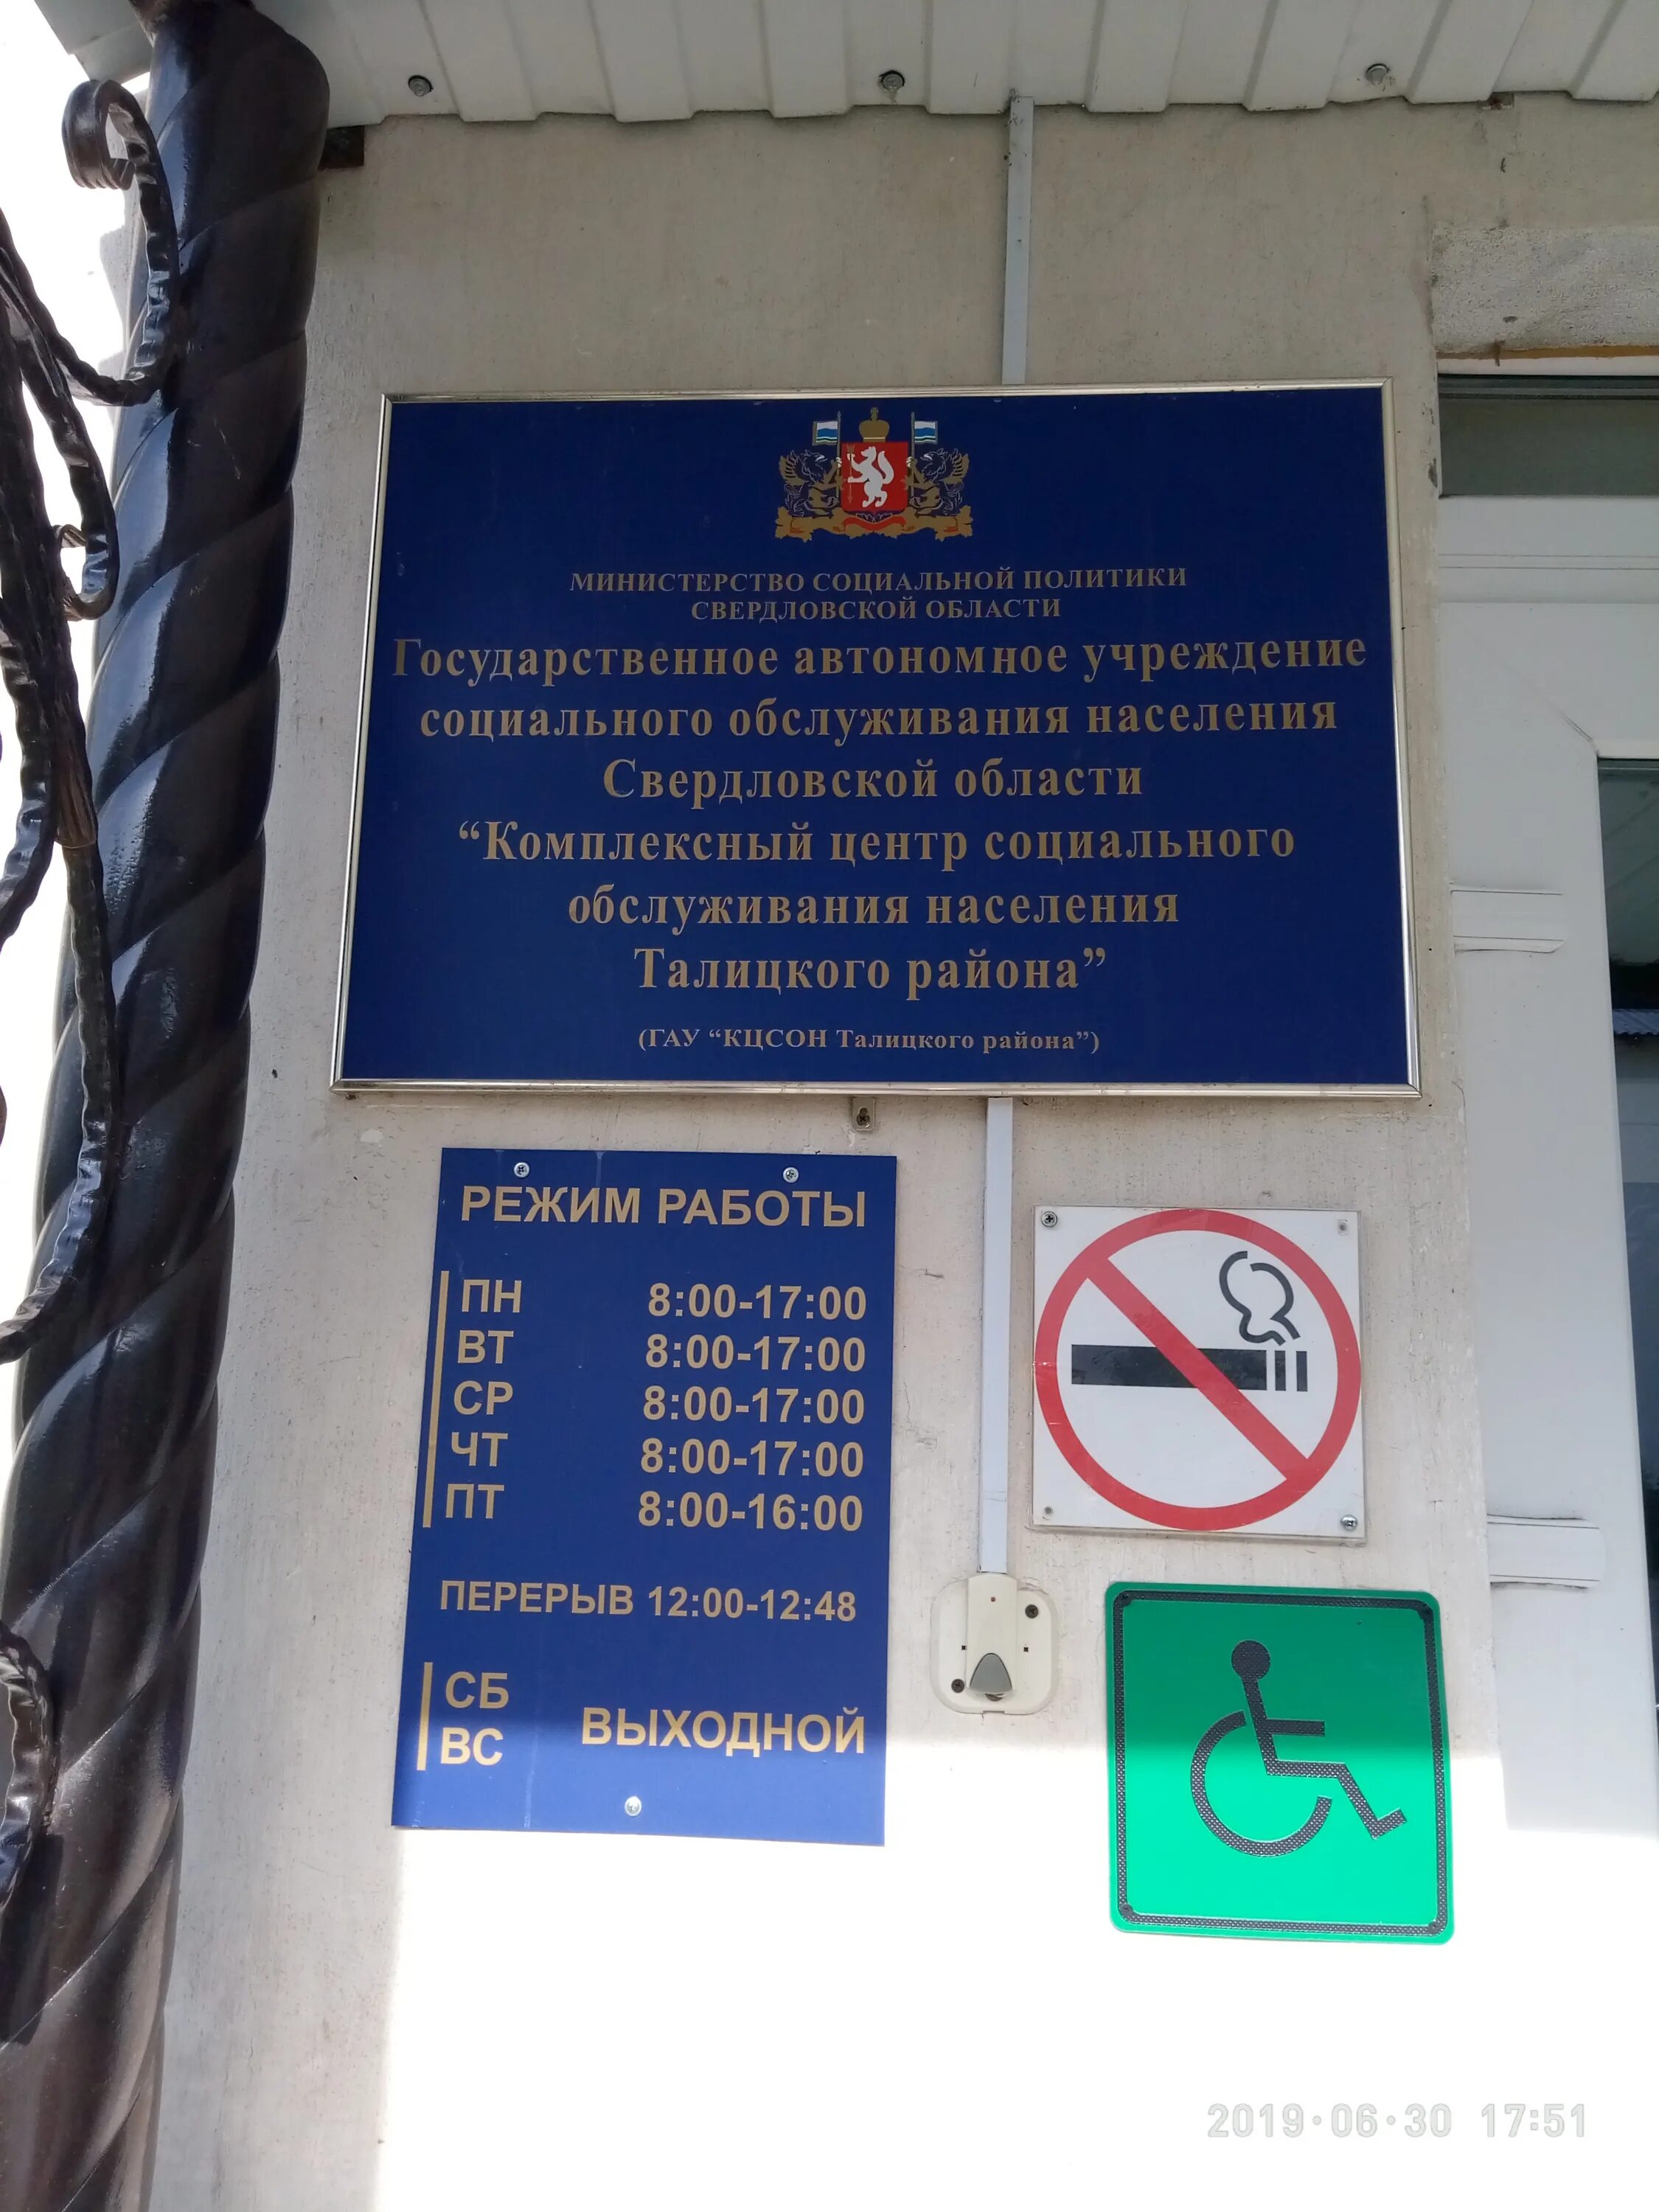 МИНИСТЕРСТВО СОЦИАЛЬНОЙ ПОЛИТИКИ
СВЕРДЛОВСКОЙ ОБЛАСТИ
Государственное автономное учреждение
социального обслуживания населения
Свердловской области
“Комплексный центр социального
обслуживания населения
Талицкого района”
(ГАУ “КЦСОН Талицкого района”)
РЕЖИМ РАБОТЫ
ПН 8:00-17:00
ВТ 8:00-17:00
СР 8:00-17:00
ЧТ 8:00-17:00
ПТ 8:00-16:00
ПЕРЕРЫВ 12:00-12:48
СБ
ВС ВЫХОДНОЙ
2019·06·30 17:51